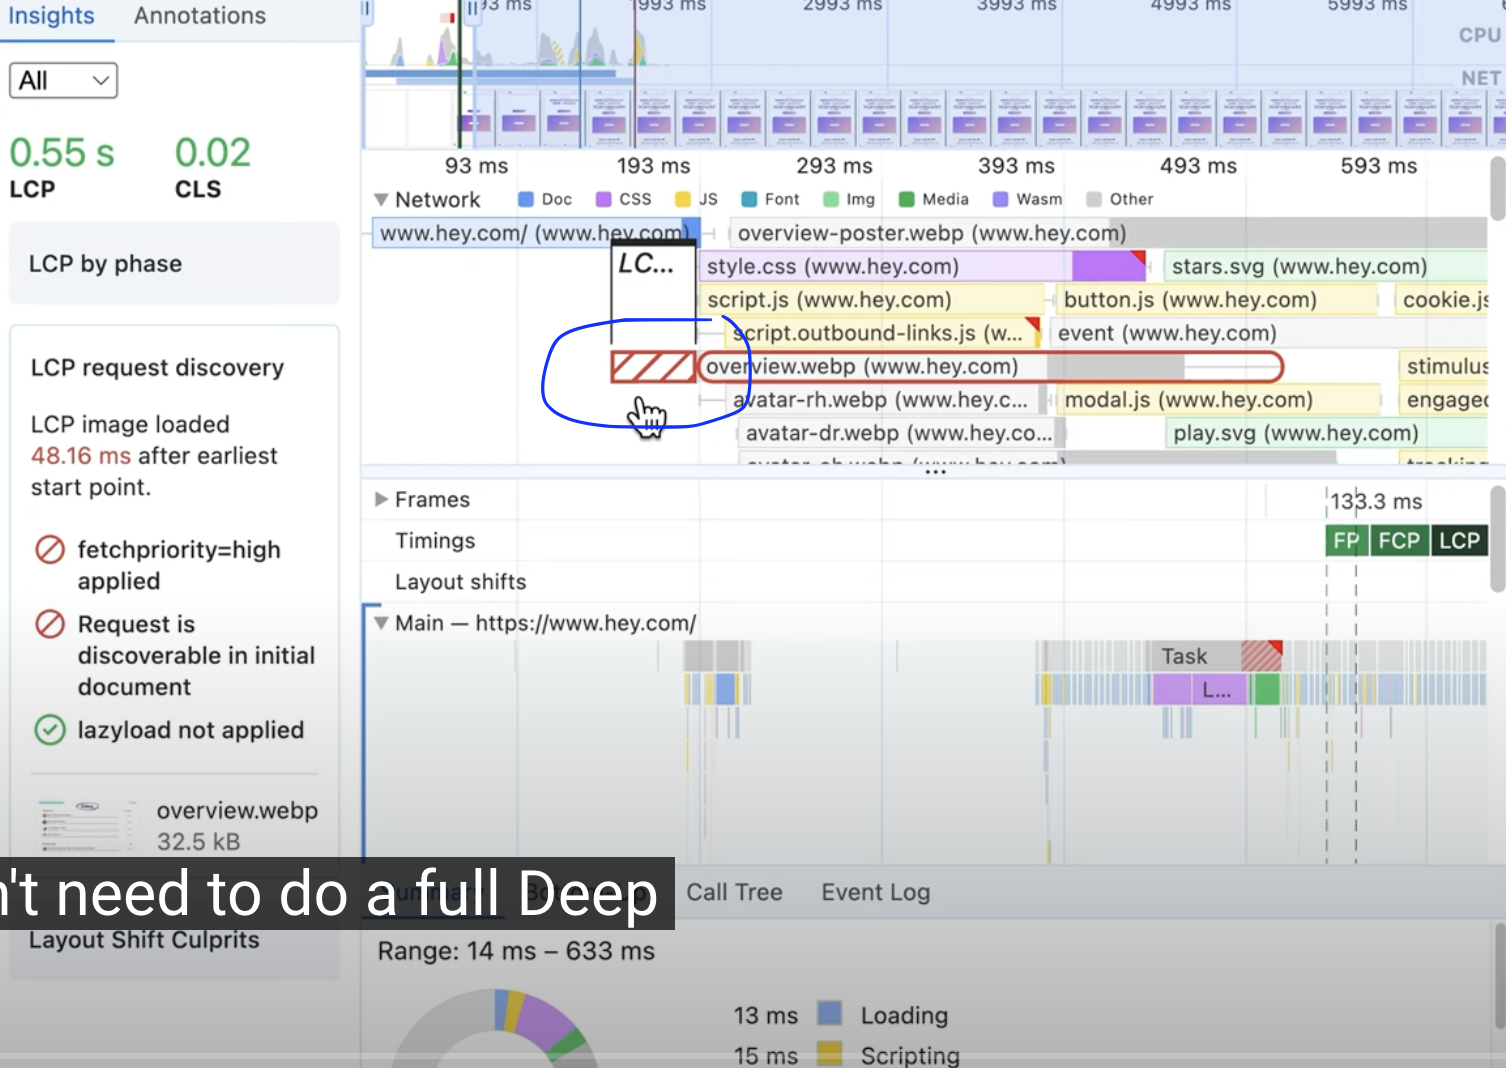 Insights
Annotations
93 ms
1993 ms
2993 ms
3993 ms
4993 ms
5993 ms
CPU
NET
All
0.55 s
LCP
0.02
CLS
93 ms
193 ms
293 ms
393 ms
493 ms
593 ms
Network
Doc
CSS
JS
Font
Img
Media
Wasm
Other
www.hey.com/ (www.hey.com)
overview-poster.webp (www.hey.com)
LCP by phase
LC...
style.css (www.hey.com)
stars.svg (www.hey.com)
script.js (www.hey.com)
button.js (www.hey.com)
cookie.js
script.outbound-links.js (w...
event (www.hey.com)
overview.webp (www.hey.com)
stimulus
avatar-rh.webp (www.hey.c...
modal.js (www.hey.com)
engaged
avatar-dr.webp (www.hey.co...
play.svg (www.hey.com)
...
LCP request discovery
LCP image loaded
48.16 ms after earliest
start point.
fetchpriority=high
applied
Request is
discoverable in initial
document
lazyload not applied
overview.webp
32.5 kB
Layout Shift Culprits
Frames
133.3 ms
Timings
FP
FCP
LCP
Layout shifts
Main — https://www.hey.com/
Task
L...
n't need to do a full Deep
Call Tree
Event Log
Range: 14 ms – 633 ms
13 ms
Loading
15 ms
Scripting